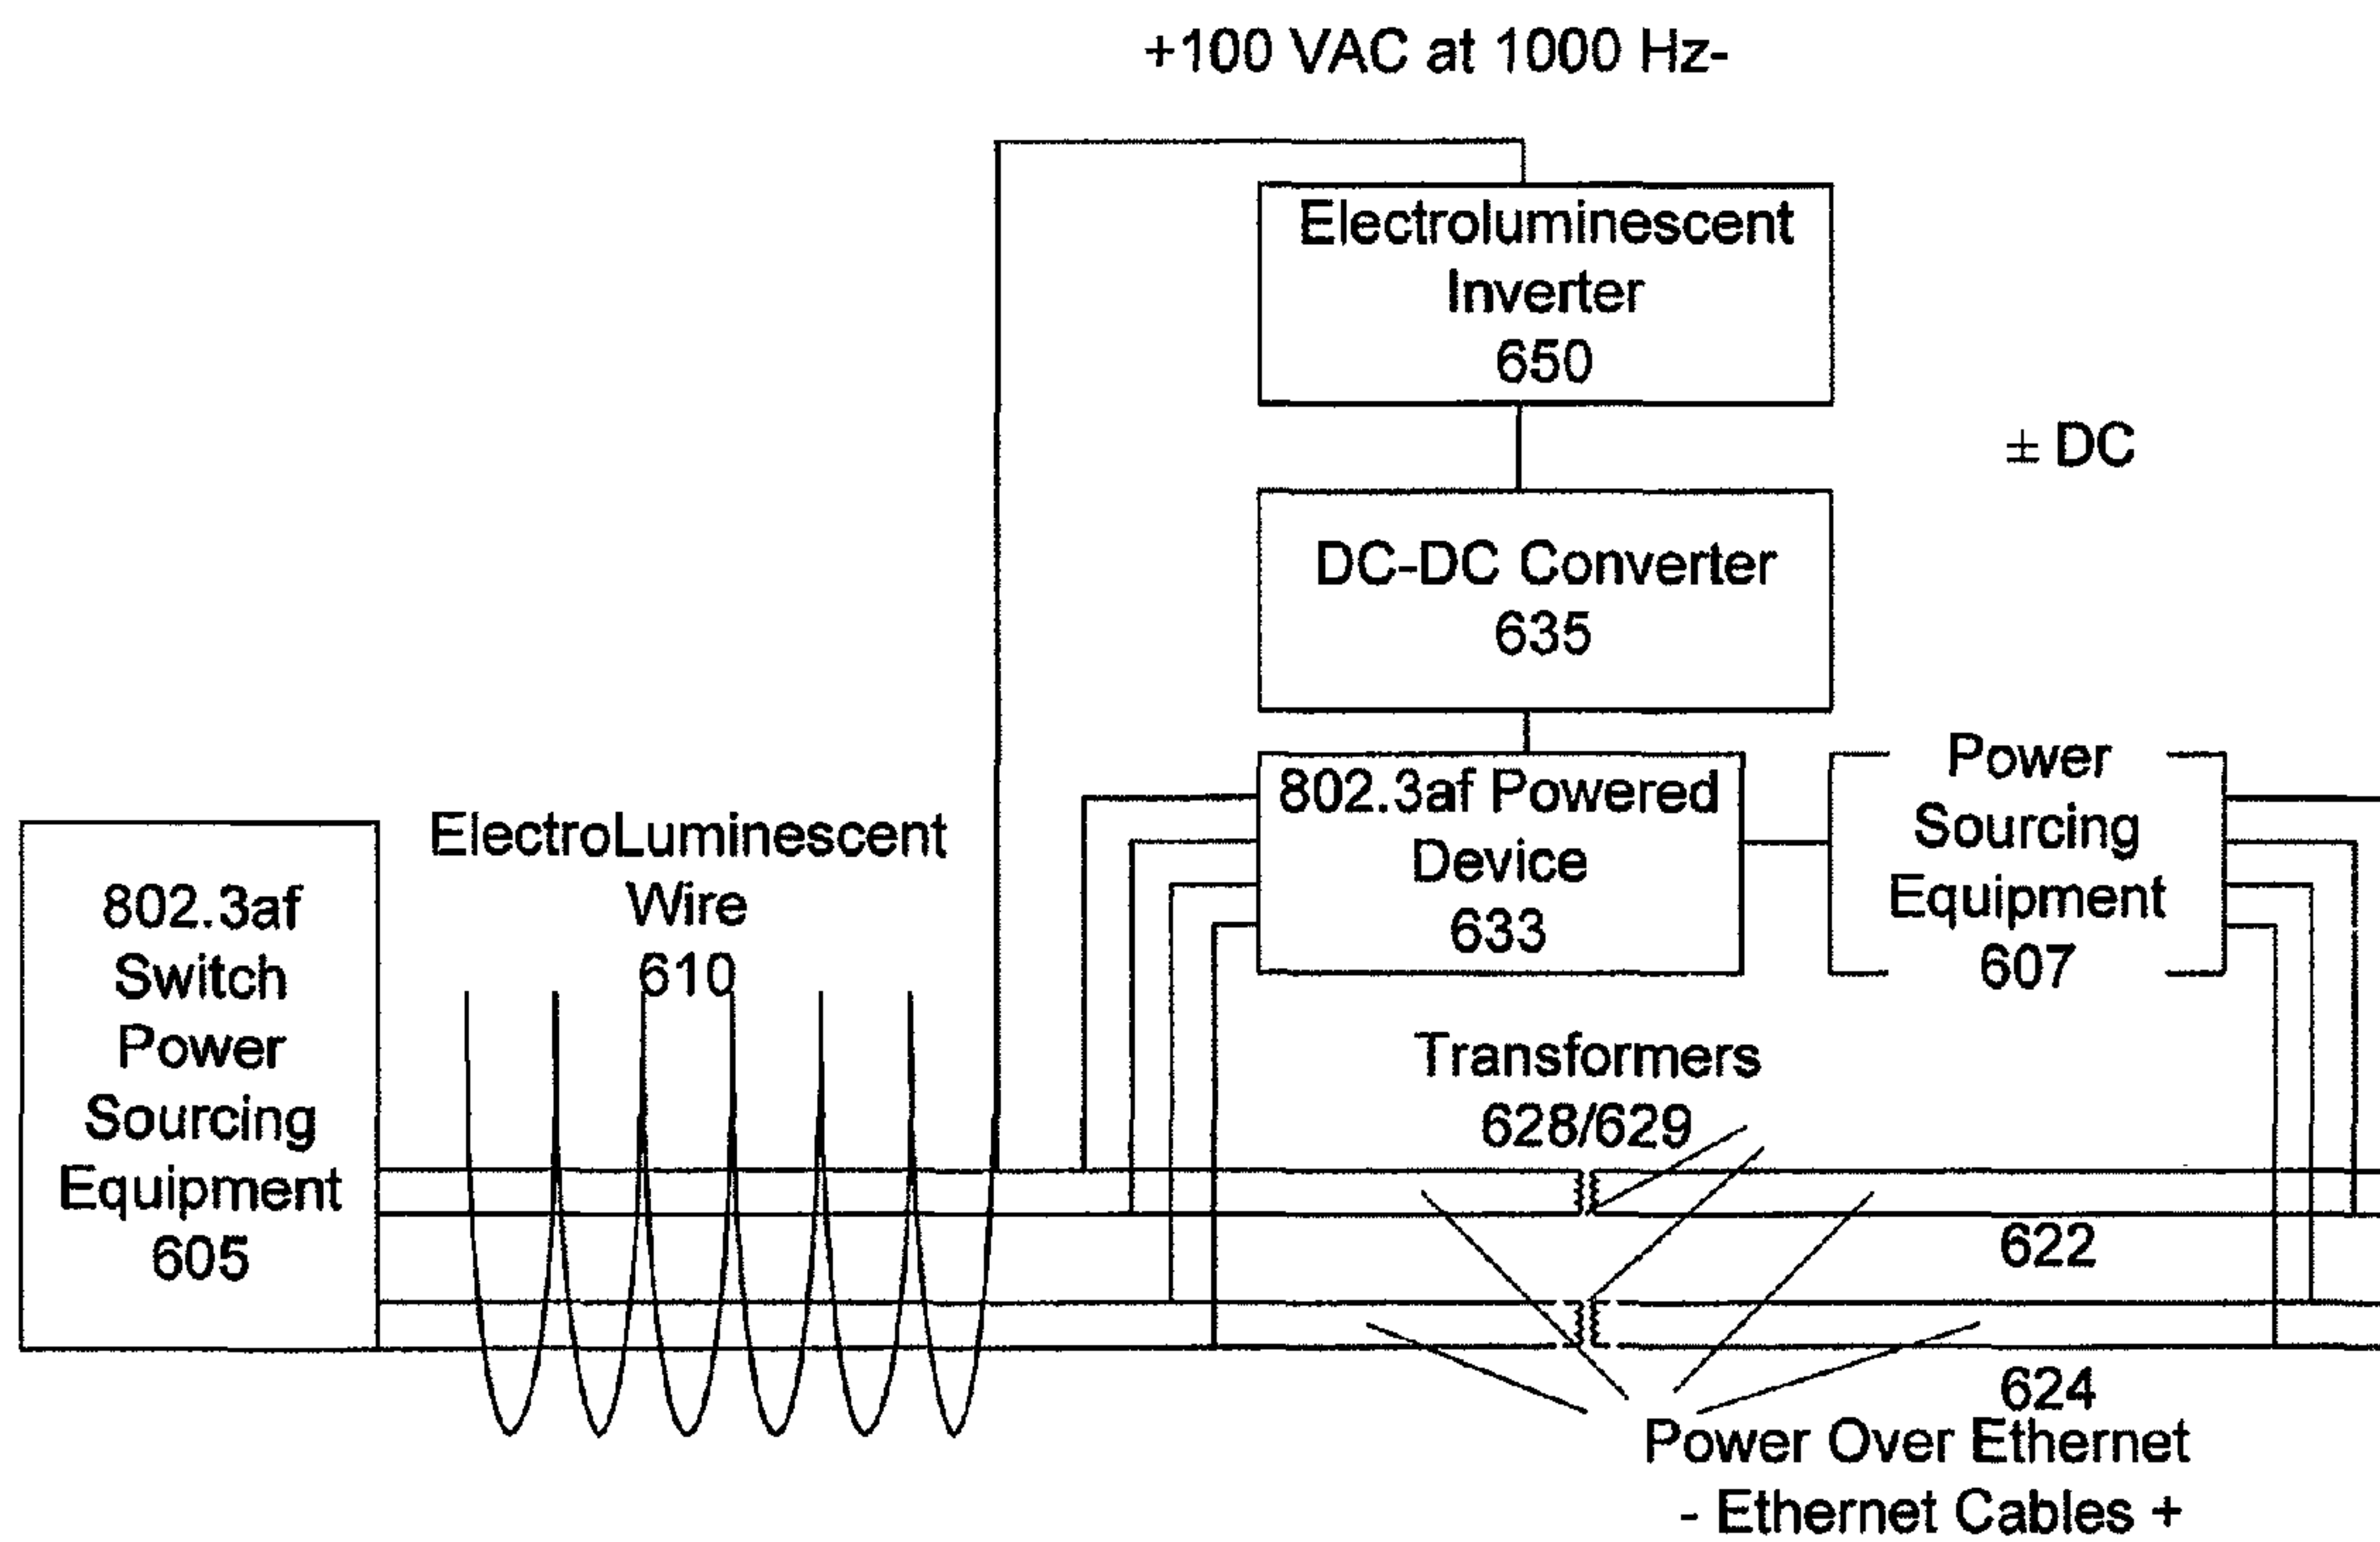 +100 VAC at 1000 Hz-
Electroluminescent
Inverter
650
± DC
DC-DC Converter
635
802.3af Powered
Device
633
Power
Sourcing
Equipment
607
ElectroLuminescent
Wire
610
802.3af
Switch
Power
Sourcing
Equipment
605
Transformers
628/629
622
624
Power Over Ethernet
- Ethernet Cables +